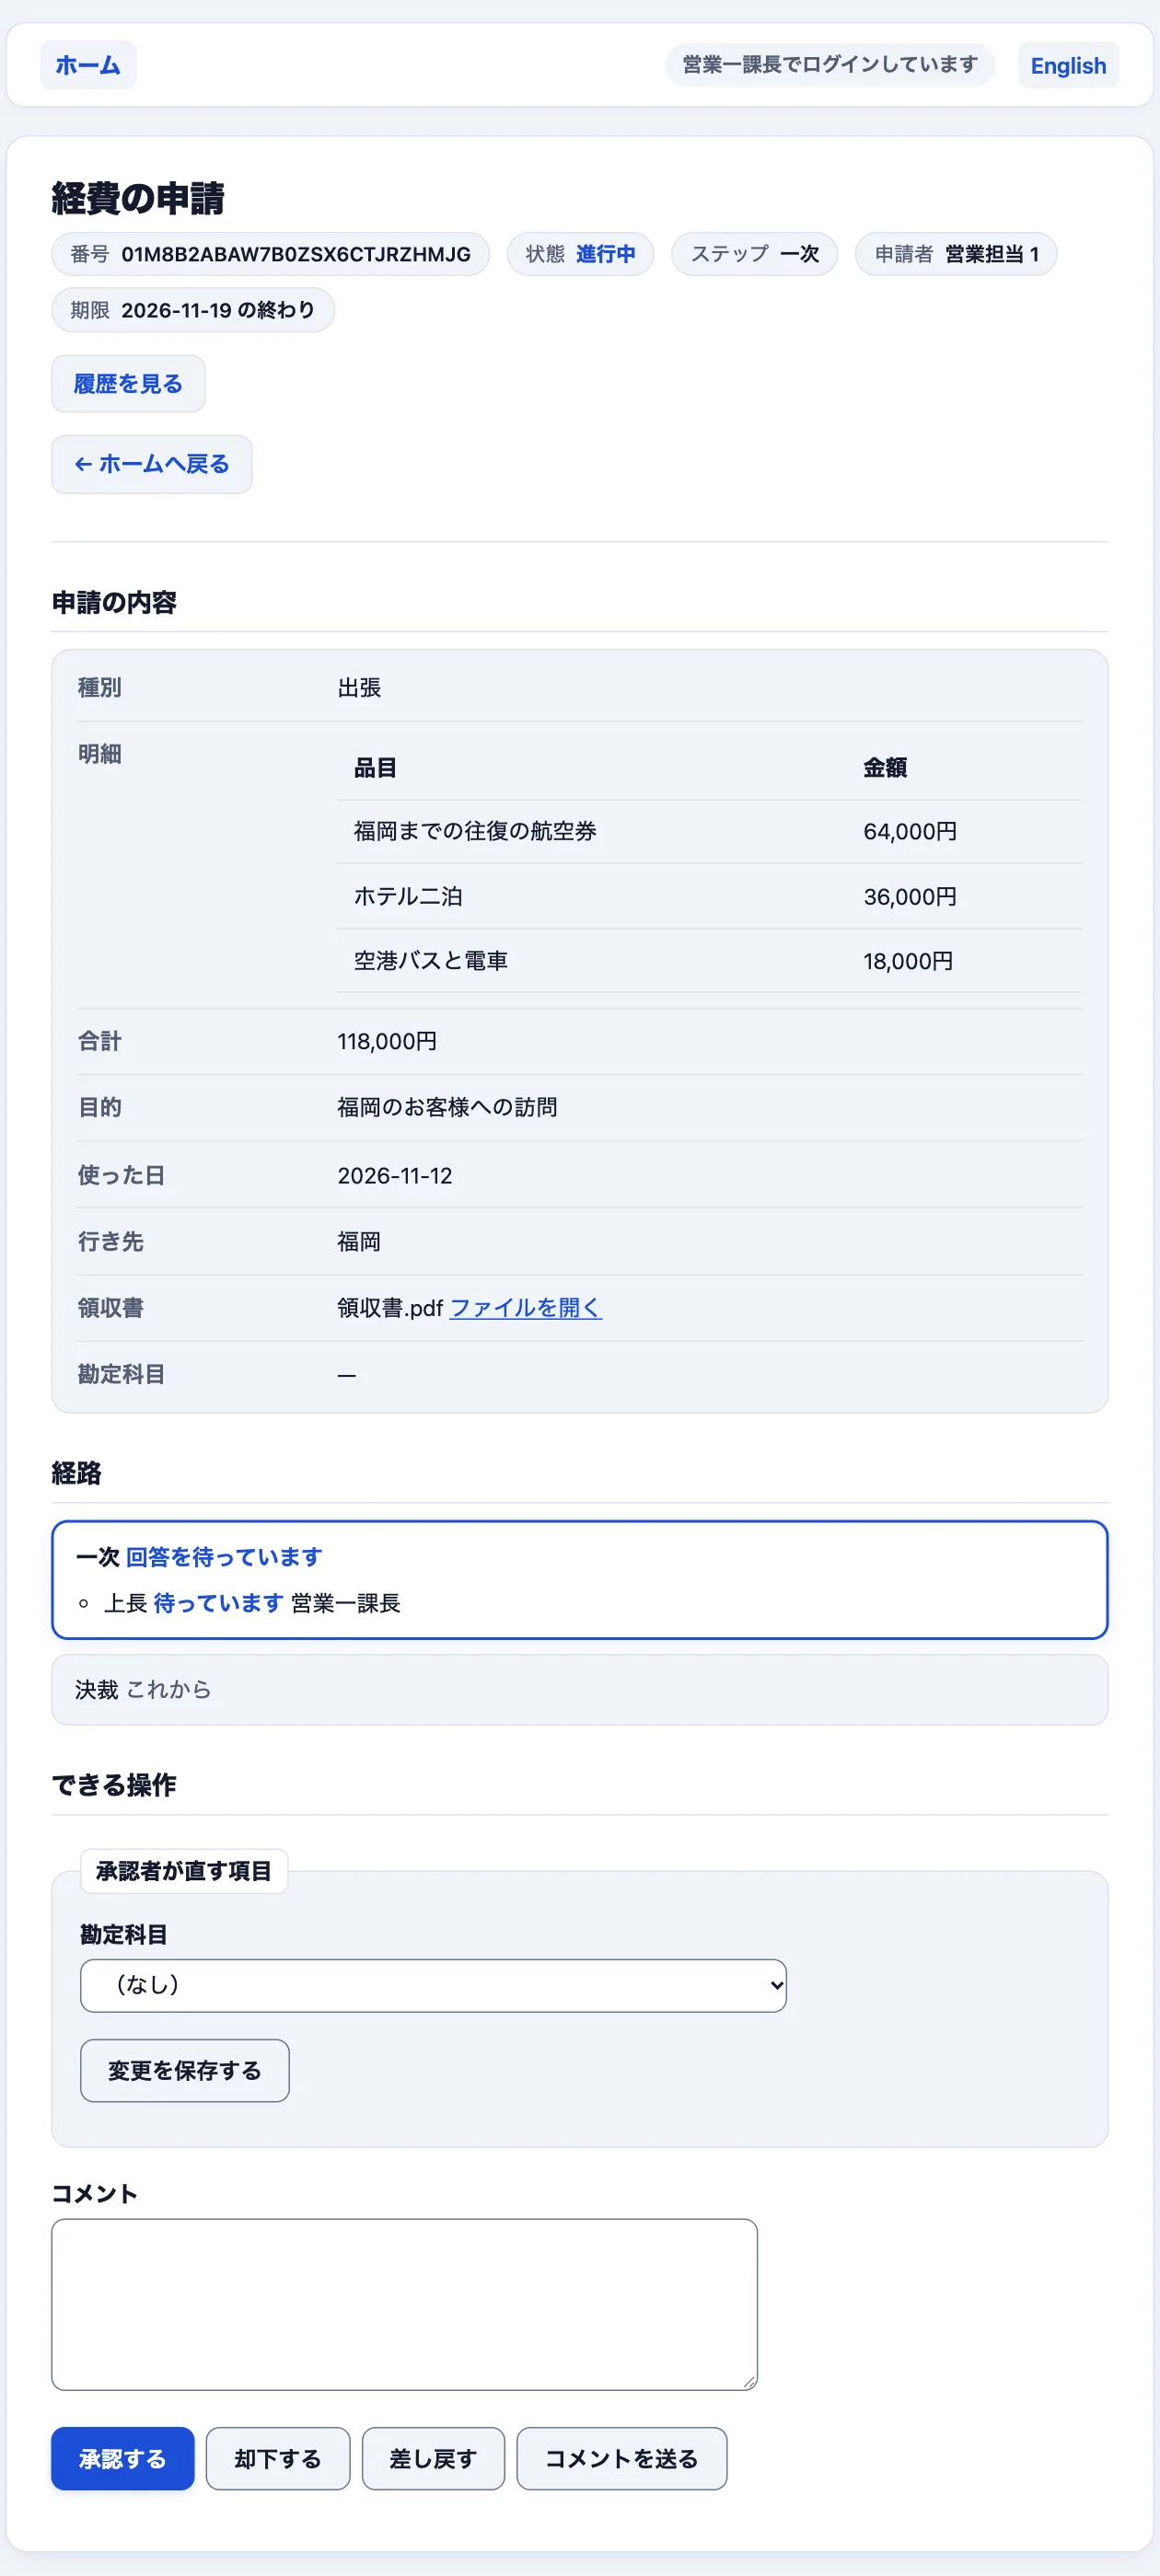 ホーム
営業一課長でログインしています
English
経費の申請
番号 01M8B2ABAW7B0ZSX6CTJRZHMJG
状態 進行中
ステップ 一次
申請者 営業担当 1
期限 2026-11-19 の終わり
履歴を見る
← ホームへ戻る
申請の内容
種別 出張
明細
品目 金額
福岡までの往復の航空券 64,000円
ホテル二泊 36,000円
空港バスと電車 18,000円
合計 118,000円
目的 福岡のお客様への訪問
使った日 2026-11-12
行き先 福岡
領収書 領収書.pdf ファイルを開く
勘定科目 —
経路
一次 回答を待っています
上長 待っています 営業一課長
決裁 これから
できる操作
承認者が直す項目
勘定科目
（なし）
変更を保存する
コメント
承認する
却下する
差し戻す
コメントを送る